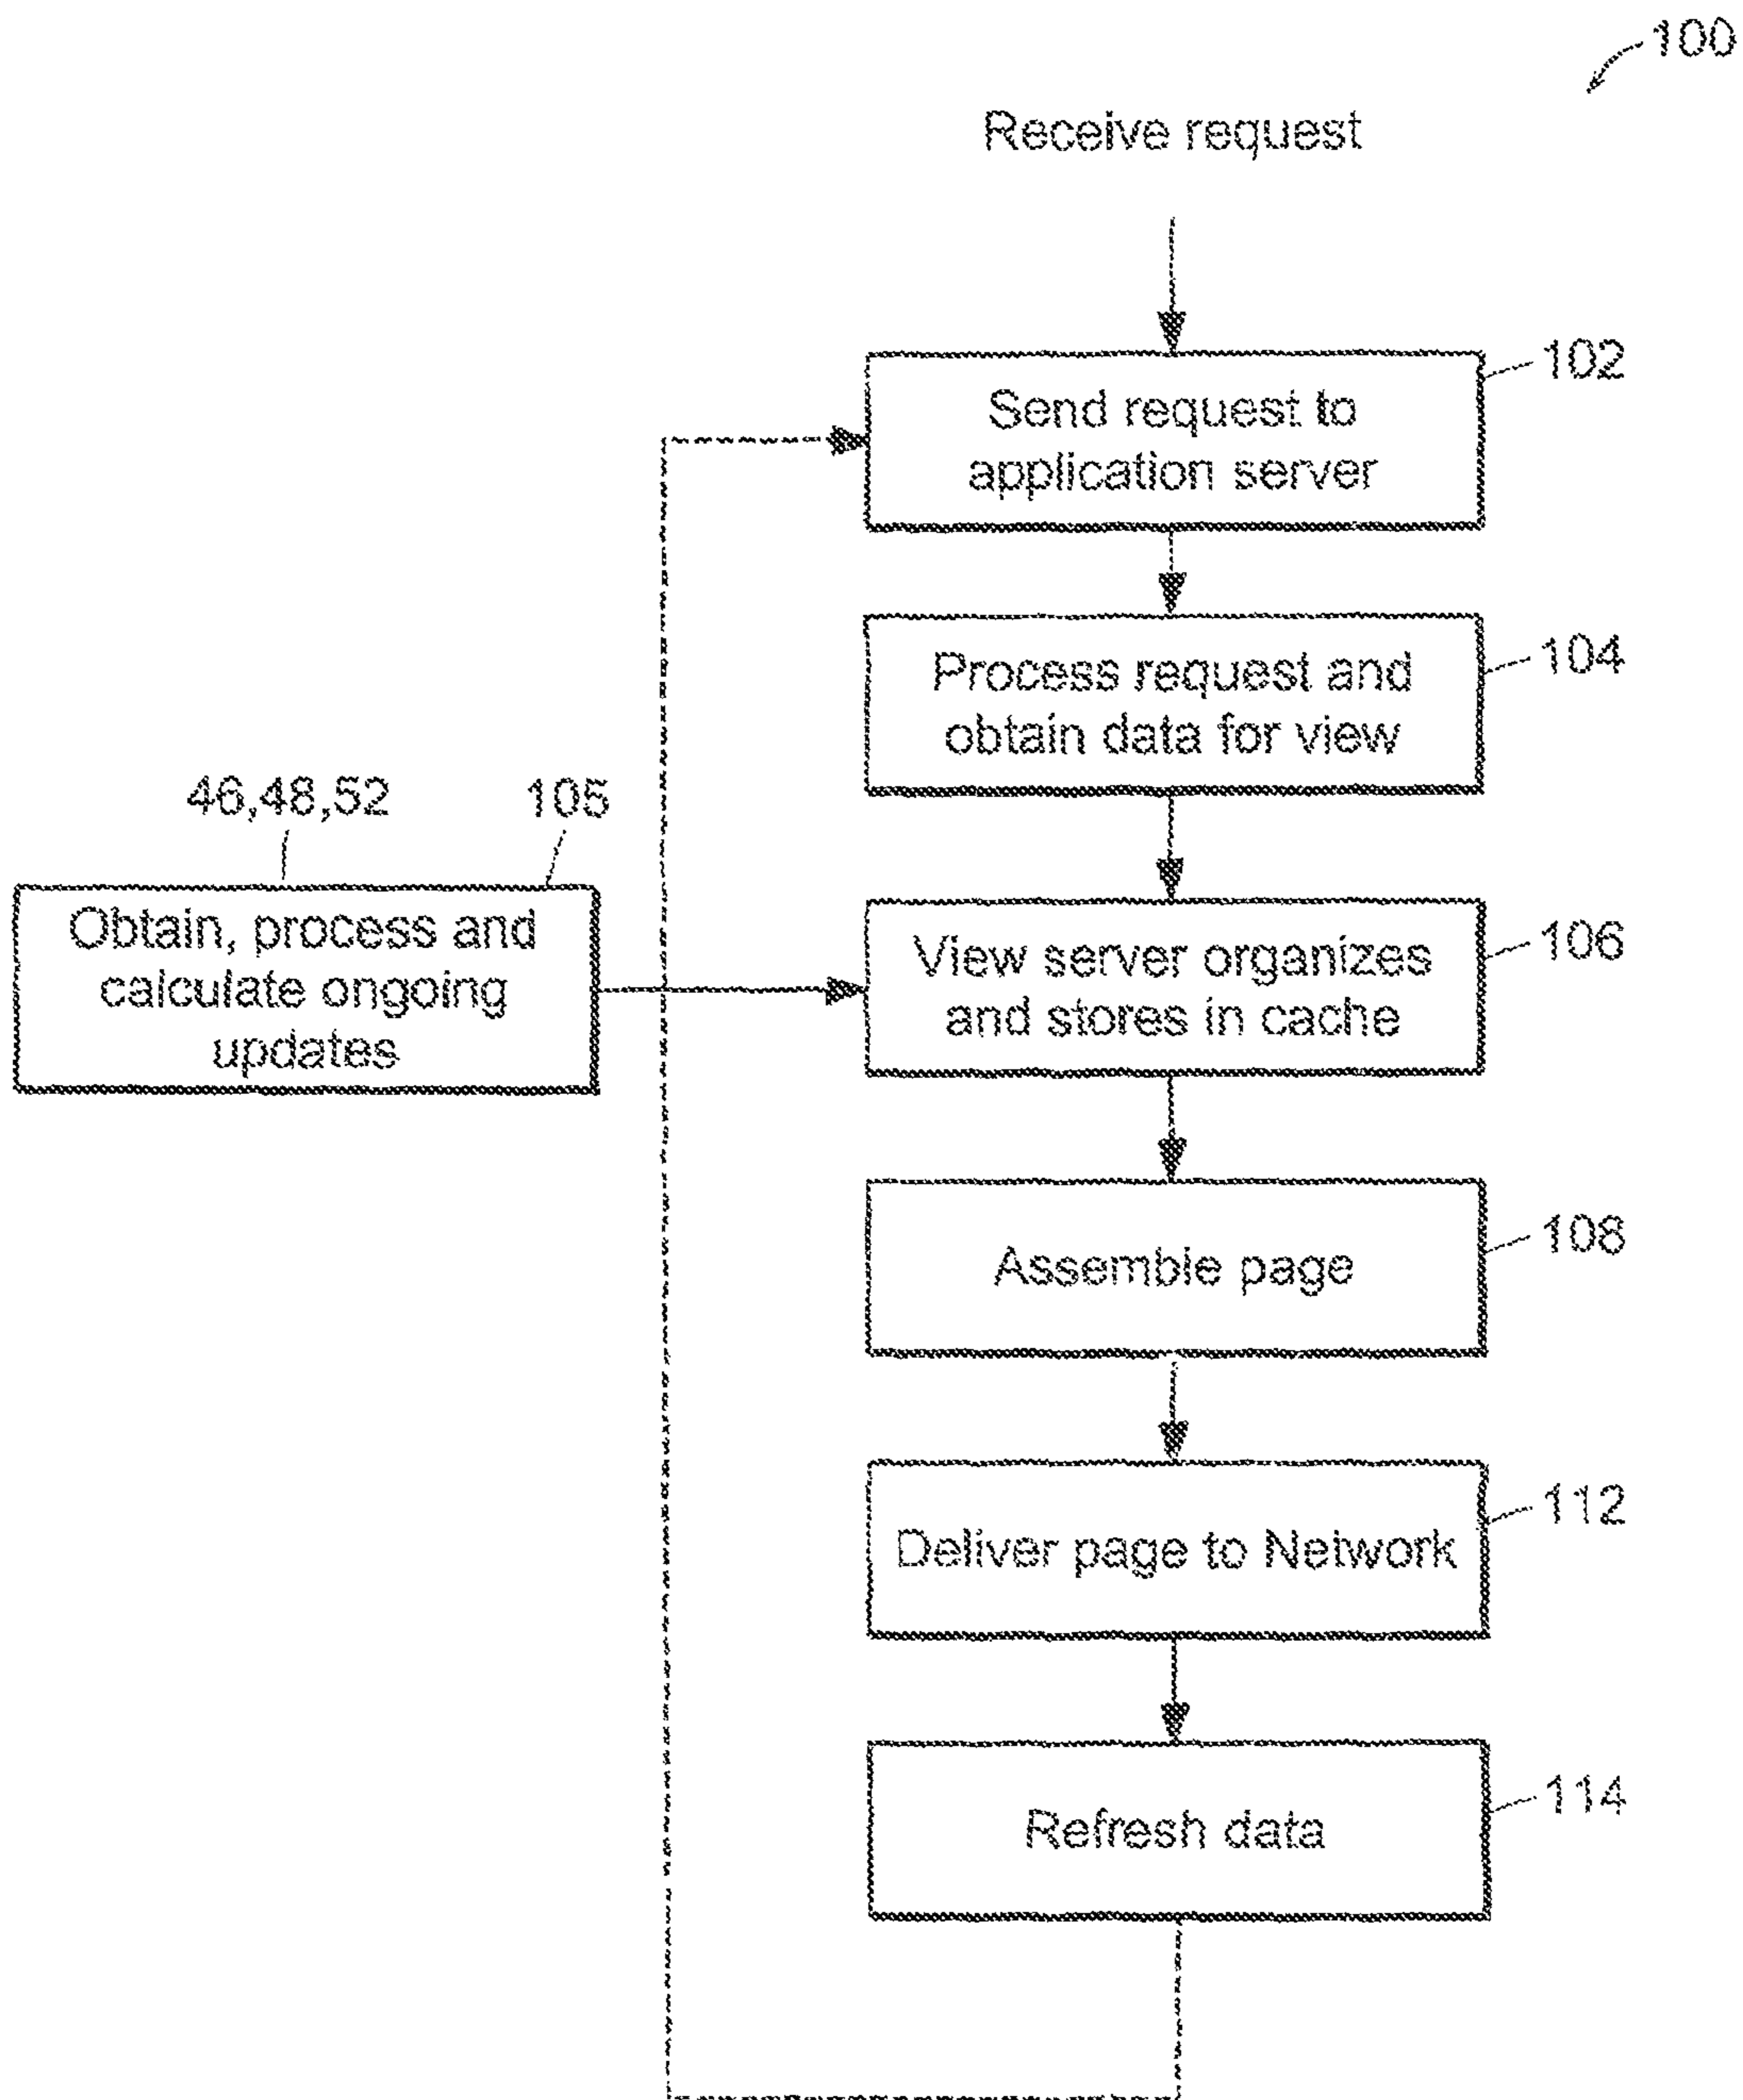 100
Receive request
102
Send request to
application server
104
Process request and
obtain data for view
46,48,52
105
Obtain, process and
calculate ongoing
updates
106
View server organizes
and stores in cache
108
Assemble page
112
Deliver page to Network
114
Refresh data